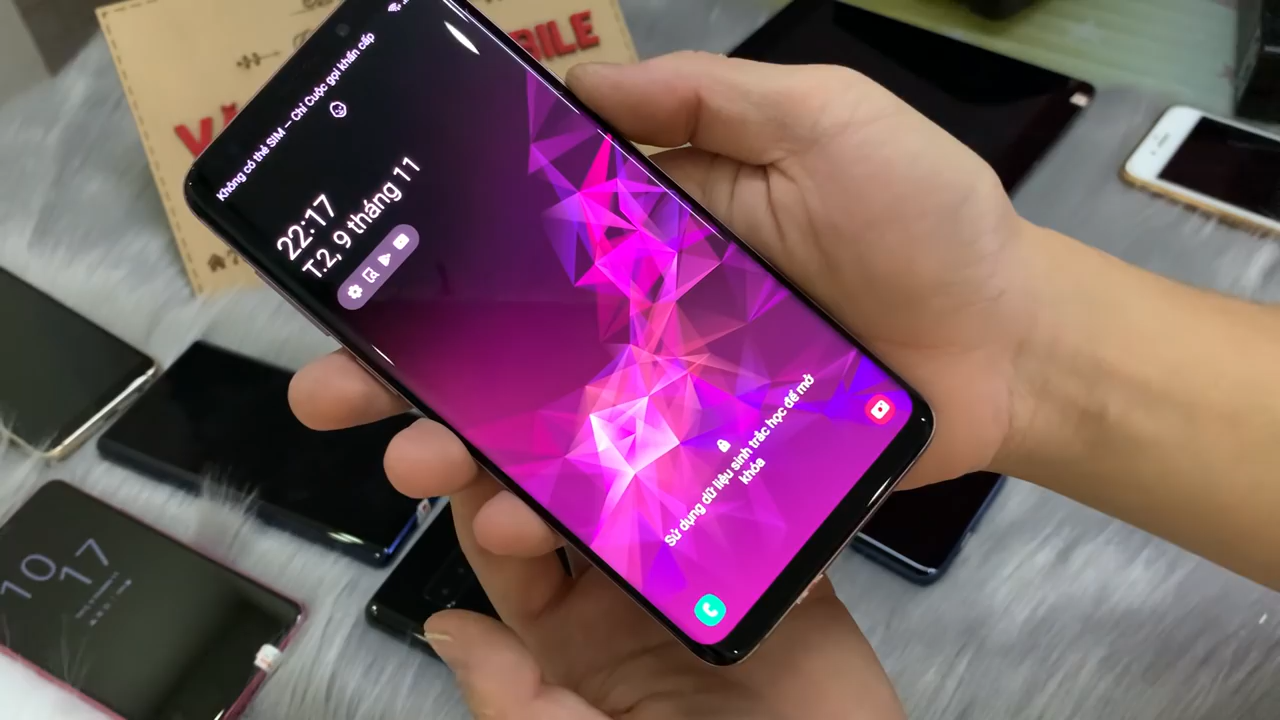 Không có thẻ SIM – Chỉ Cuộc gọi khẩn cấp
22:17
T.2, 9 tháng 11
Sử dụng dữ liệu sinh trắc học để mở
khóa
10
17